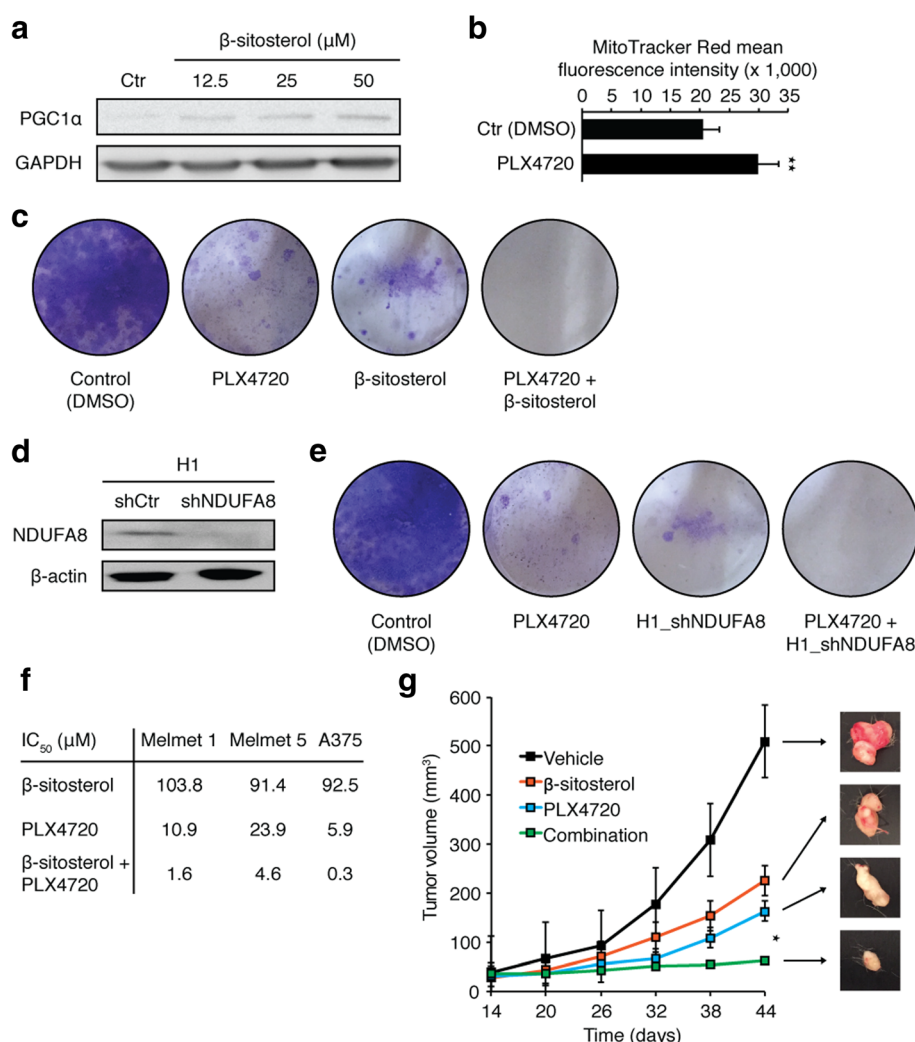 a
β-sitosterol (μM)
Ctr 12.5 25 50
PGC1α
GAPDH
b
MitoTracker Red mean
fluorescence intensity (x 1,000)
0 5 10 15 20 25 30 35
Ctr (DMSO)
PLX4720
**
c
Control
(DMSO)
PLX4720
β-sitosterol
PLX4720 +
β-sitosterol
d
H1
shCtr shNDUFA8
NDUFA8
β-actin
e
Control
(DMSO)
PLX4720
H1_shNDUFA8
PLX4720 +
H1_shNDUFA8
f
IC50 (μM) Melmet 1 Melmet 5 A375
β-sitosterol 103.8 91.4 92.5
PLX4720 10.9 23.9 5.9
β-sitosterol +
PLX4720 1.6 4.6 0.3
g
Tumor volume (mm³)
600
500
400
300
200
100
0
Vehicle
β-sitosterol
PLX4720
Combination
*
14 20 26 32 38 44
Time (days)